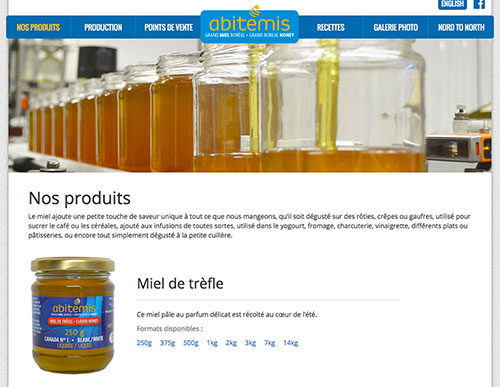 ENGLISH
NOS PRODUITS PRODUCTION POINTS DE VENTE abitemis RECETTES GALERIE PHOTO NORD TO NORTH
GRAND MIEL BORÉAL • GRAND BOREAL HONEY
Nos produits
Le miel ajoute une petite touche de saveur unique à tout ce que nous mangeons, qu'il soit dégusté sur des rôties, crêpes ou gaufres, utilisé pour
sucrer le café ou les céréales, ajouté aux infusions de toutes sortes, utilisé dans le yogourt, fromage, charcuterie, vinaigrette, différents plats ou
pâtisseries, ou encore tout simplement dégusté à la petite cuillère.
abitemis
MIEL DE TRÈFLE • CLOVER HONEY
250 g
CANADA Nº 1 • BLANC/WHITE
LIQUIDE / LIQUID
Miel de trèfle
Ce miel pâle au parfum délicat est récolté au cœur de l'été.
Formats disponibles :
250g 375g 500g 1kg 2kg 3kg 7kg 14kg